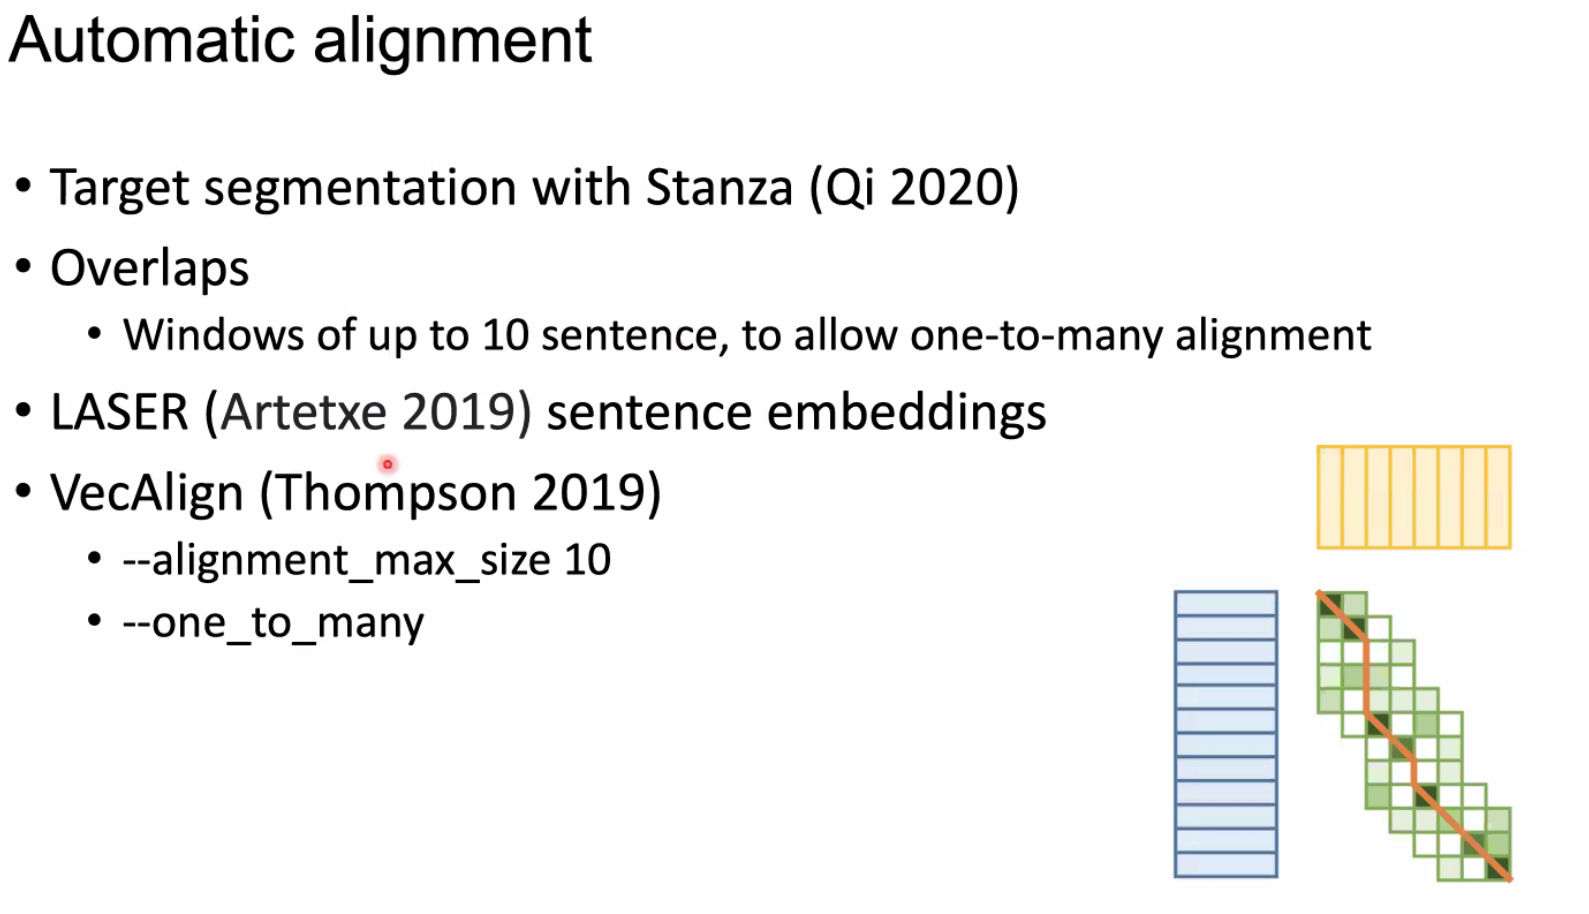 Automatic alignment
• Target segmentation with Stanza (Qi 2020)
• Overlaps
• Windows of up to 10 sentence, to allow one-to-many alignment
• LASER (Artetxe 2019) sentence embeddings
• VecAlign (Thompson 2019)
• --alignment_max_size 10
• --one_to_many